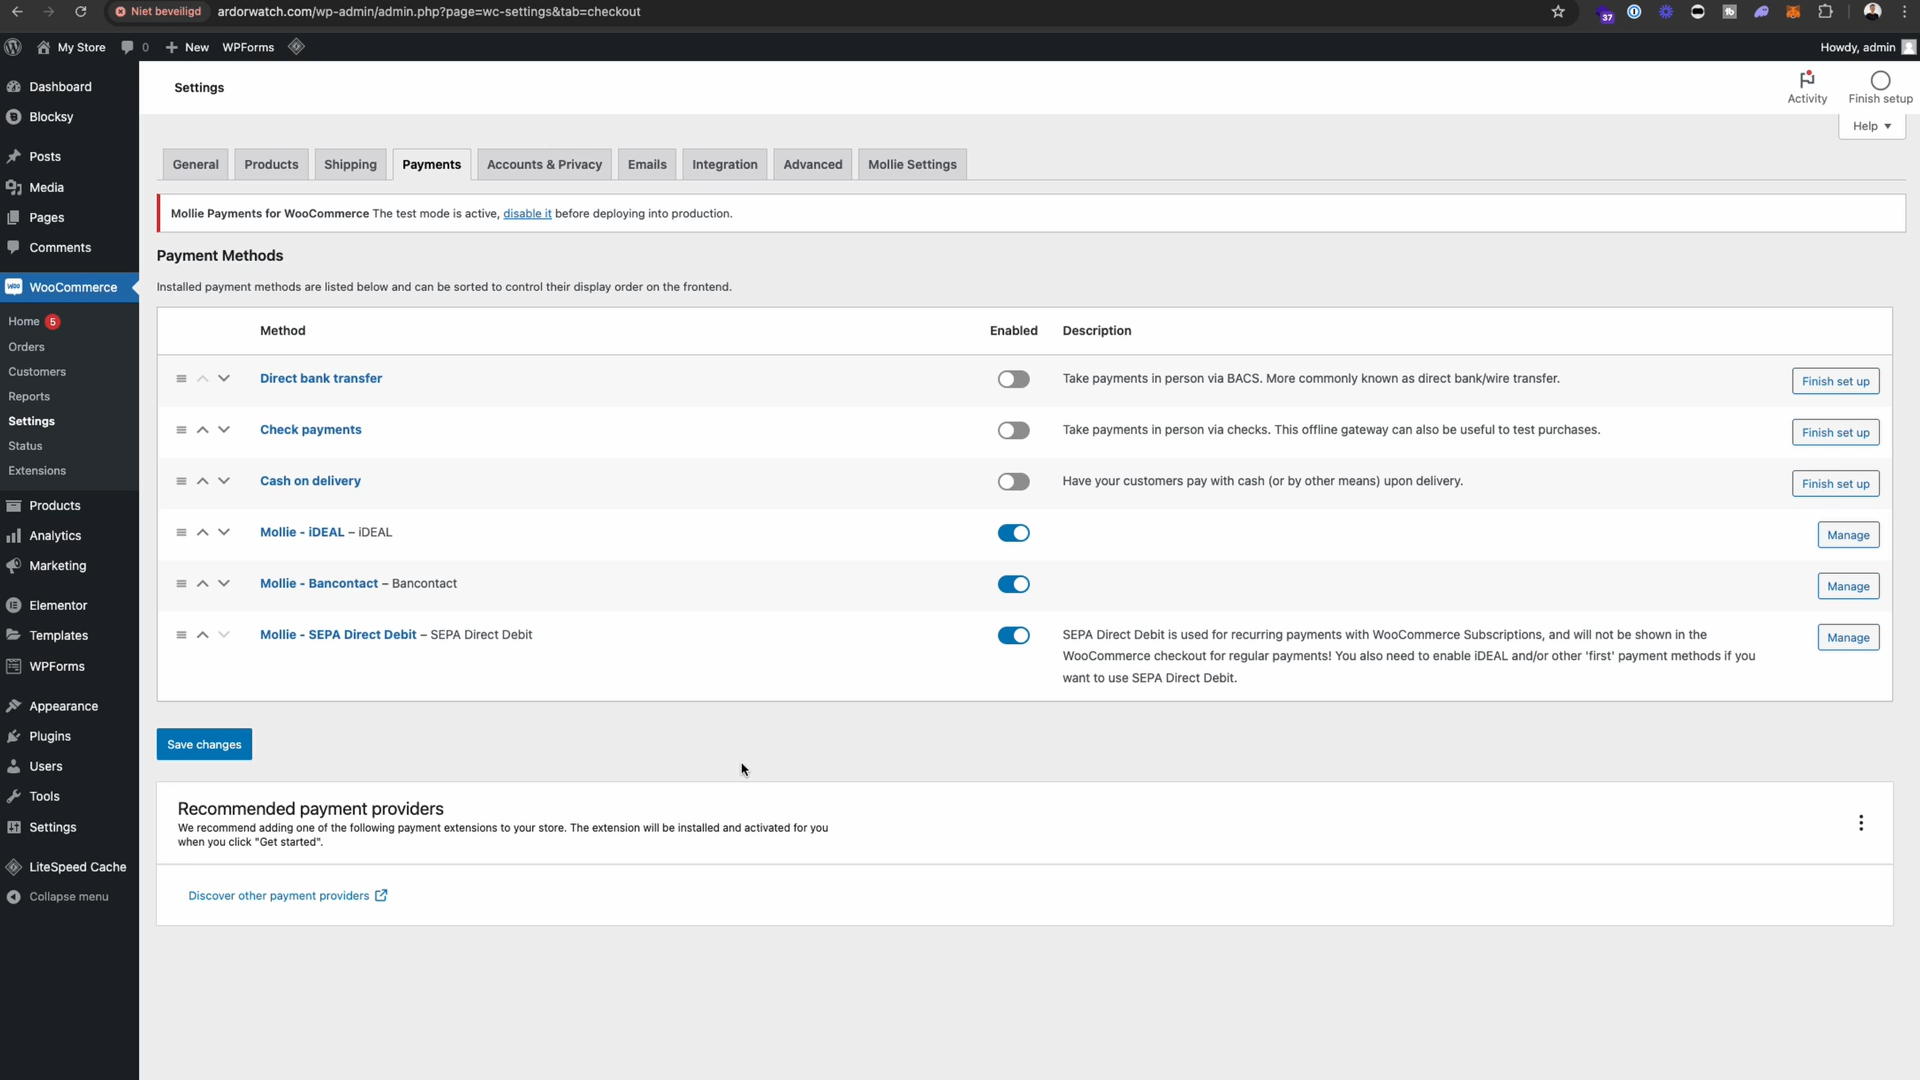 Niet beveiligd ardorwatch.com/wp-admin/admin.php?page=wc-settings&tab=checkout
37
My Store 0 New WPForms
Howdy, admin
Dashboard
Blocksy
Posts
Media
Pages
Comments
WooCommerce
Home 5
Orders
Customers
Reports
Settings
Status
Extensions
Products
Analytics
Marketing
Elementor
Templates
WPForms
Appearance
Plugins
Users
Tools
Settings
LiteSpeed Cache
Collapse menu
Settings
Activity
Finish setup
Help
General Products Shipping Payments Accounts & Privacy Emails Integration Advanced Mollie Settings
Mollie Payments for WooCommerce The test mode is active, disable it before deploying into production.
Payment Methods
Installed payment methods are listed below and can be sorted to control their display order on the frontend.
Method Enabled Description
Direct bank transfer Take payments in person via BACS. More commonly known as direct bank/wire transfer. Finish set up
Check payments Take payments in person via checks. This offline gateway can also be useful to test purchases. Finish set up
Cash on delivery Have your customers pay with cash (or by other means) upon delivery. Finish set up
Mollie - iDEAL – iDEAL Manage
Mollie - Bancontact – Bancontact Manage
Mollie - SEPA Direct Debit – SEPA Direct Debit SEPA Direct Debit is used for recurring payments with WooCommerce Subscriptions, and will not be shown in the Manage
WooCommerce checkout for regular payments! You also need to enable iDEAL and/or other 'first' payment methods if you
want to use SEPA Direct Debit.
Save changes
Recommended payment providers
We recommend adding one of the following payment extensions to your store. The extension will be installed and activated for you
when you click "Get started".
Discover other payment providers